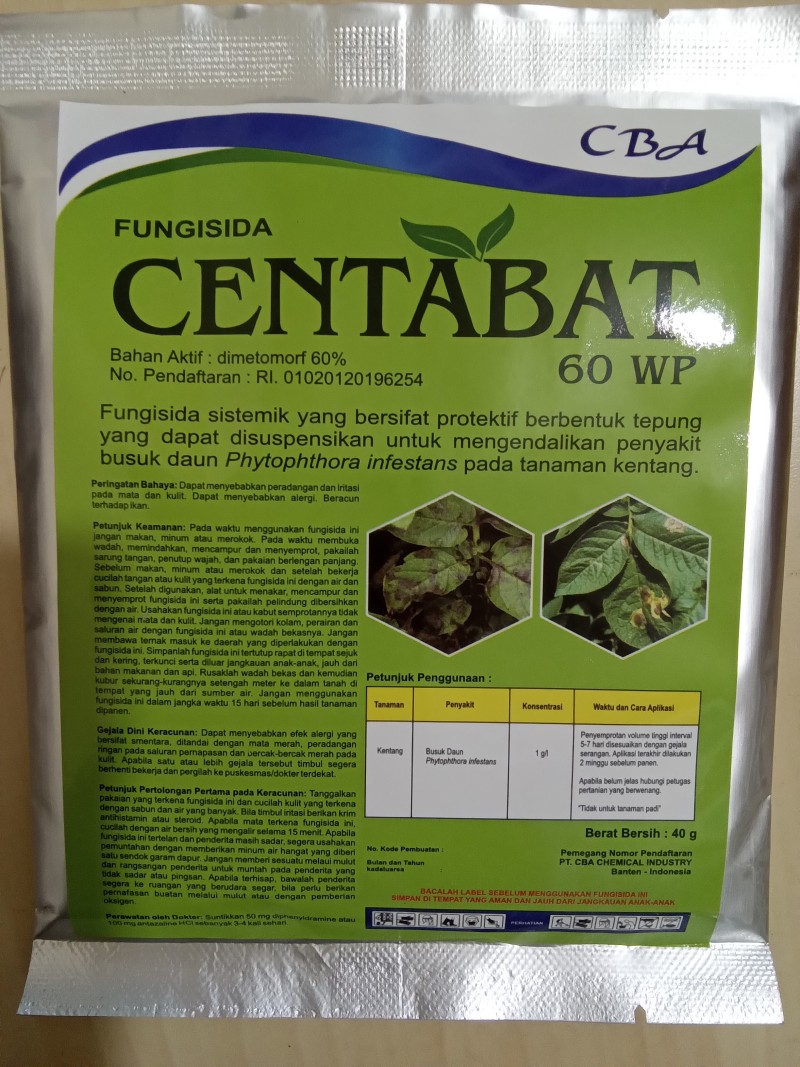 CBA
FUNGISIDA
CENTABAT
60 WP
Bahan Aktif : dimetomorf 60%
No. Pendaftaran : RI. 01020120196254
Fungisida sistemik yang bersifat protektif berbentuk tepung
yang dapat disuspensikan untuk mengendalikan penyakit
busuk daun Phytophthora infestans pada tanaman kentang.
Peringatan Bahaya: Dapat menyebabkan peradangan dan iritasi
pada mata dan kulit. Dapat menyebabkan alergi. Beracun
terhadap ikan.
Petunjuk Keamanan: Pada waktu menggunakan fungisida ini
jangan makan, minum atau merokok. Pada waktu membuka
wadah, memindahkan, mencampur dan menyemprot, pakailah
sarung tangan, penutup wajah, dan pakaian berlengan panjang.
Sebelum makan, minum atau merokok dan setelah bekerja
cucilah tangan atau kulit yang terkena fungisida ini dengan air dan
sabun. Setelah digunakan, alat untuk menakar, mencampur dan
menyemprot fungisida ini serta pakailah pelindung dibersihkan
dengan air. Usahakan fungisida ini atau kabut semprotannya tidak
mengenai mata dan kulit. Jangan mengotori kolam, perairan dan
saluran air dengan fungisida ini atau wadah bekasnya. Jangan
membawa ternak masuk ke daerah yang diperlakukan dengan
fungisida ini. Simpanlah fungisida ini tertutup rapat di tempat sejuk
dan kering, terkunci serta diluar jangkauan anak-anak, jauh dari
bahan makanan dan api. Rusaklah wadah bekas dan kemudian
kubur sekurang-kurangnya setengah meter ke dalam tanah di
tempat yang jauh dari sumber air. Jangan menggunakan
fungisida ini dalam jangka waktu 15 hari sebelum hasil tanaman
dipanen.
Gejala Dini Keracunan: Dapat menyebabkan efek alergi yang
bersifat smentara, ditandai dengan mata merah, peradangan
ringan pada saluran pernapasan dan bercak-bercak merah pada
kulit. Apabila satu atau lebih gejala tersebut timbul segera
berhenti bekerja dan pergilah ke puskesmas/dokter terdekat.
Petunjuk Pertolongan Pertama pada Keracunan: Tanggalkan
pakaian yang terkena fungisida ini dan cucilah kulit yang terkena
dengan sabun dan air yang banyak. Bila timbul iritasi berikan krim
antihistamin atau steroid. Apabila mata terkena fungisida ini,
cucilah dengan air bersih yang mengalir selama 15 menit. Apabila
fungisida ini tertelan dan penderita masih sadar, segera usahakan
pemuntahan dengan memberikan minum air hangat yang diberi
satu sendok garam dapur. Jangan memberi sesuatu melaui mulut
dan rangsangan penderita untuk muntah pada penderita yang
tidak sadar atau pingsan. Apabila terhisap, bawalah penderita
segera ke ruangan yang berudara segar, bila perlu berikan
pernafasan buatan melalui mulut atau dengan pemberian
oksigen.
Perawatan oleh Dokter: Suntikkan 50 mg diphenykiramine atau
100 mg antazaline HCl sebanyak 3-4 kali sehari.
Petunjuk Penggunaan :
Tanaman Penyakit Konsentrasi Waktu dan Cara Aplikasi
Kentang Busuk Daun 1 g/l
Phytophthora infestans
Penyemprotan volume tinggi interval
5-7 hari disesuaikan dengan gejala
serangan. Aplikasi terakhir dilakukan
2 minggu sebelum panen.
Apabila belum jelas hubungi petugas
pertanian yang berwenang.
"Tidak untuk tanaman padi"
Berat Bersih : 40 g
No. Kode Pembuatan :
Bulan dan Tahun
kadaluarsa
Pemegang Nomor Pendaftaran
PT. CBA CHEMICAL INDUSTRY
Banten - Indonesia
BACALAH LABEL SEBELUM MENGGUNAKAN FUNGISIDA INI
SIMPAN DI TEMPAT YANG AMAN DAN JAUH DARI JANGKAUAN ANAK-ANAK
PERHATIAN